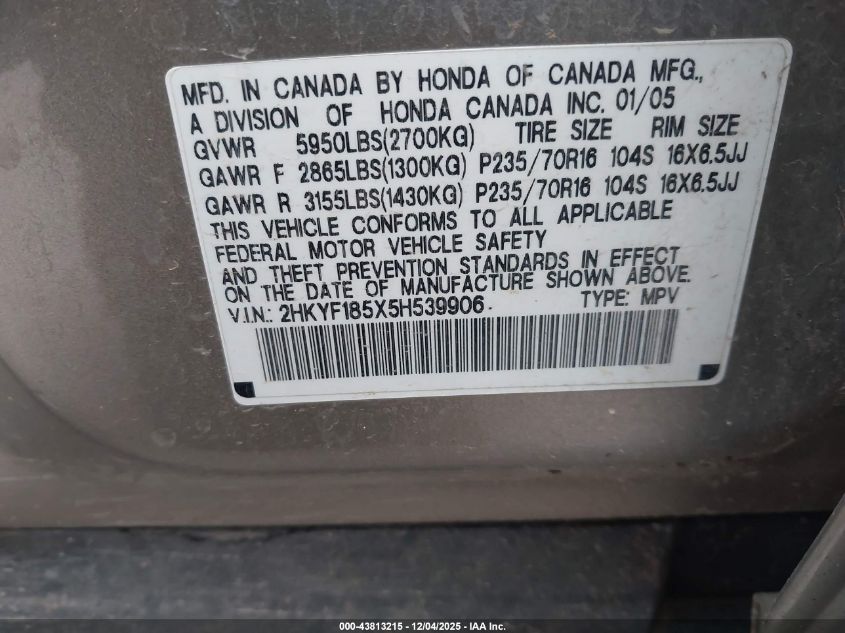 MFD. IN CANADA BY HONDA OF CANADA MFG.,
A DIVISION OF HONDA CANADA INC. 01/05
GVWR 5950LBS(2700KG) TIRE SIZE RIM SIZE
GAWR F 2865LBS(1300KG) P235/70R16 104S 16X6.5JJ
GAWR R 3155LBS(1430KG) P235/70R16 104S 16X6.5JJ
THIS VEHICLE CONFORMS TO ALL APPLICABLE
FEDERAL MOTOR VEHICLE SAFETY
AND THEFT PREVENTION STANDARDS IN EFFECT
ON THE DATE OF MANUFACTURE SHOWN ABOVE.
V.I.N.: 2HKYF185X5H539906 TYPE: MPV
000-43813215 - 12/04/2025 - IAA Inc.